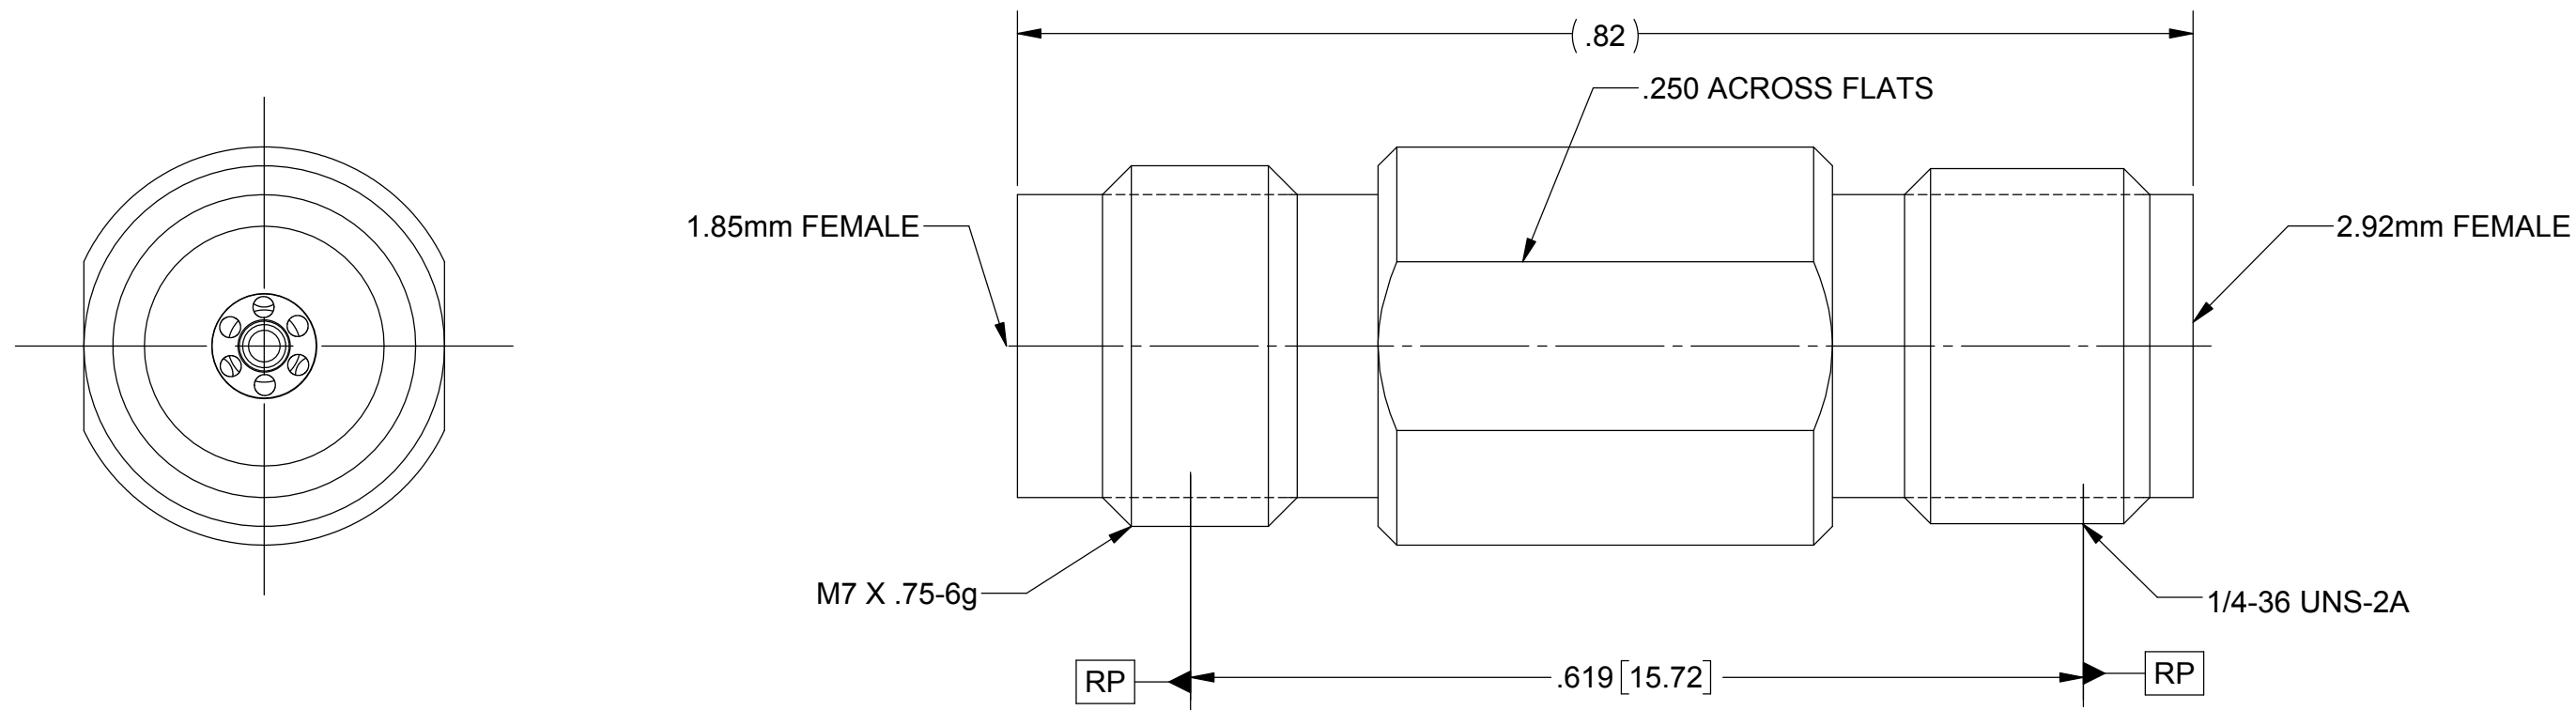 (.82)
.250 ACROSS FLATS
1.85mm FEMALE
2.92mm FEMALE
M7 X .75-6g
1/4-36 UNS-2A
RP
.619[15.72]
RP